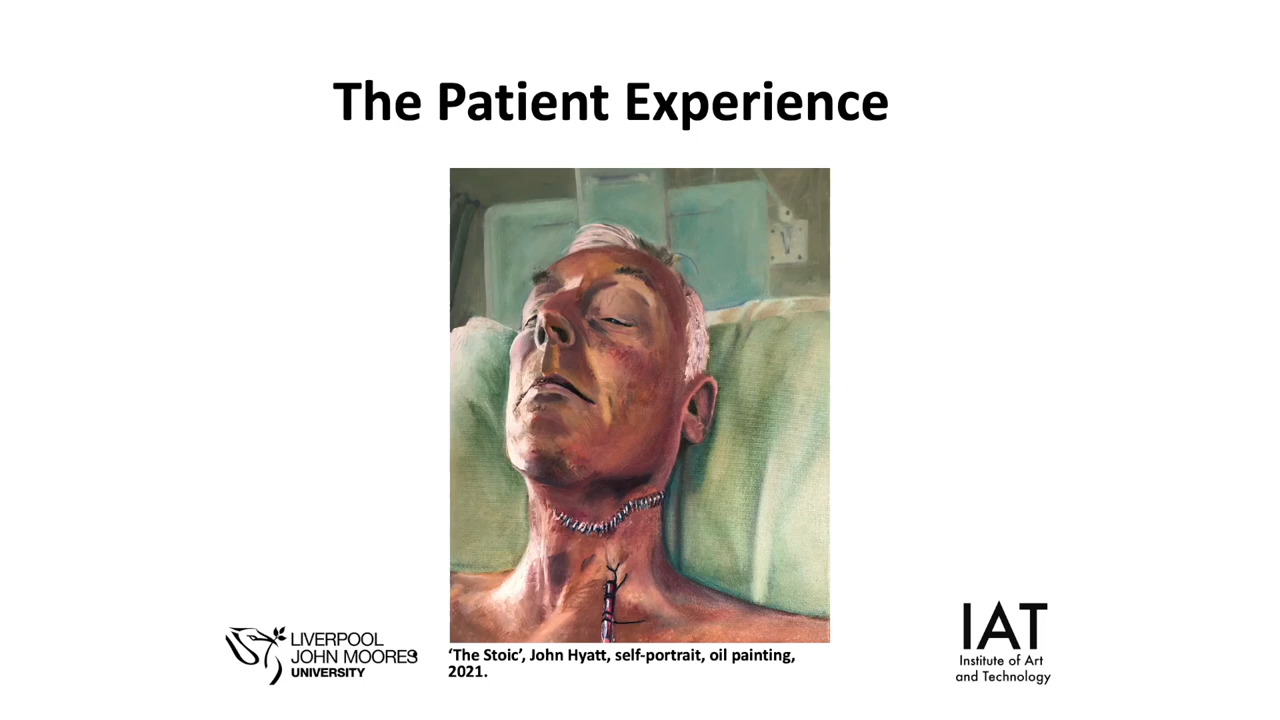 The Patient Experience
LIVERPOOL
JOHN MOORES
UNIVERSITY
'The Stoic', John Hyatt, self-portrait, oil painting,
2021.
IAT
Institute of Art
and Technology